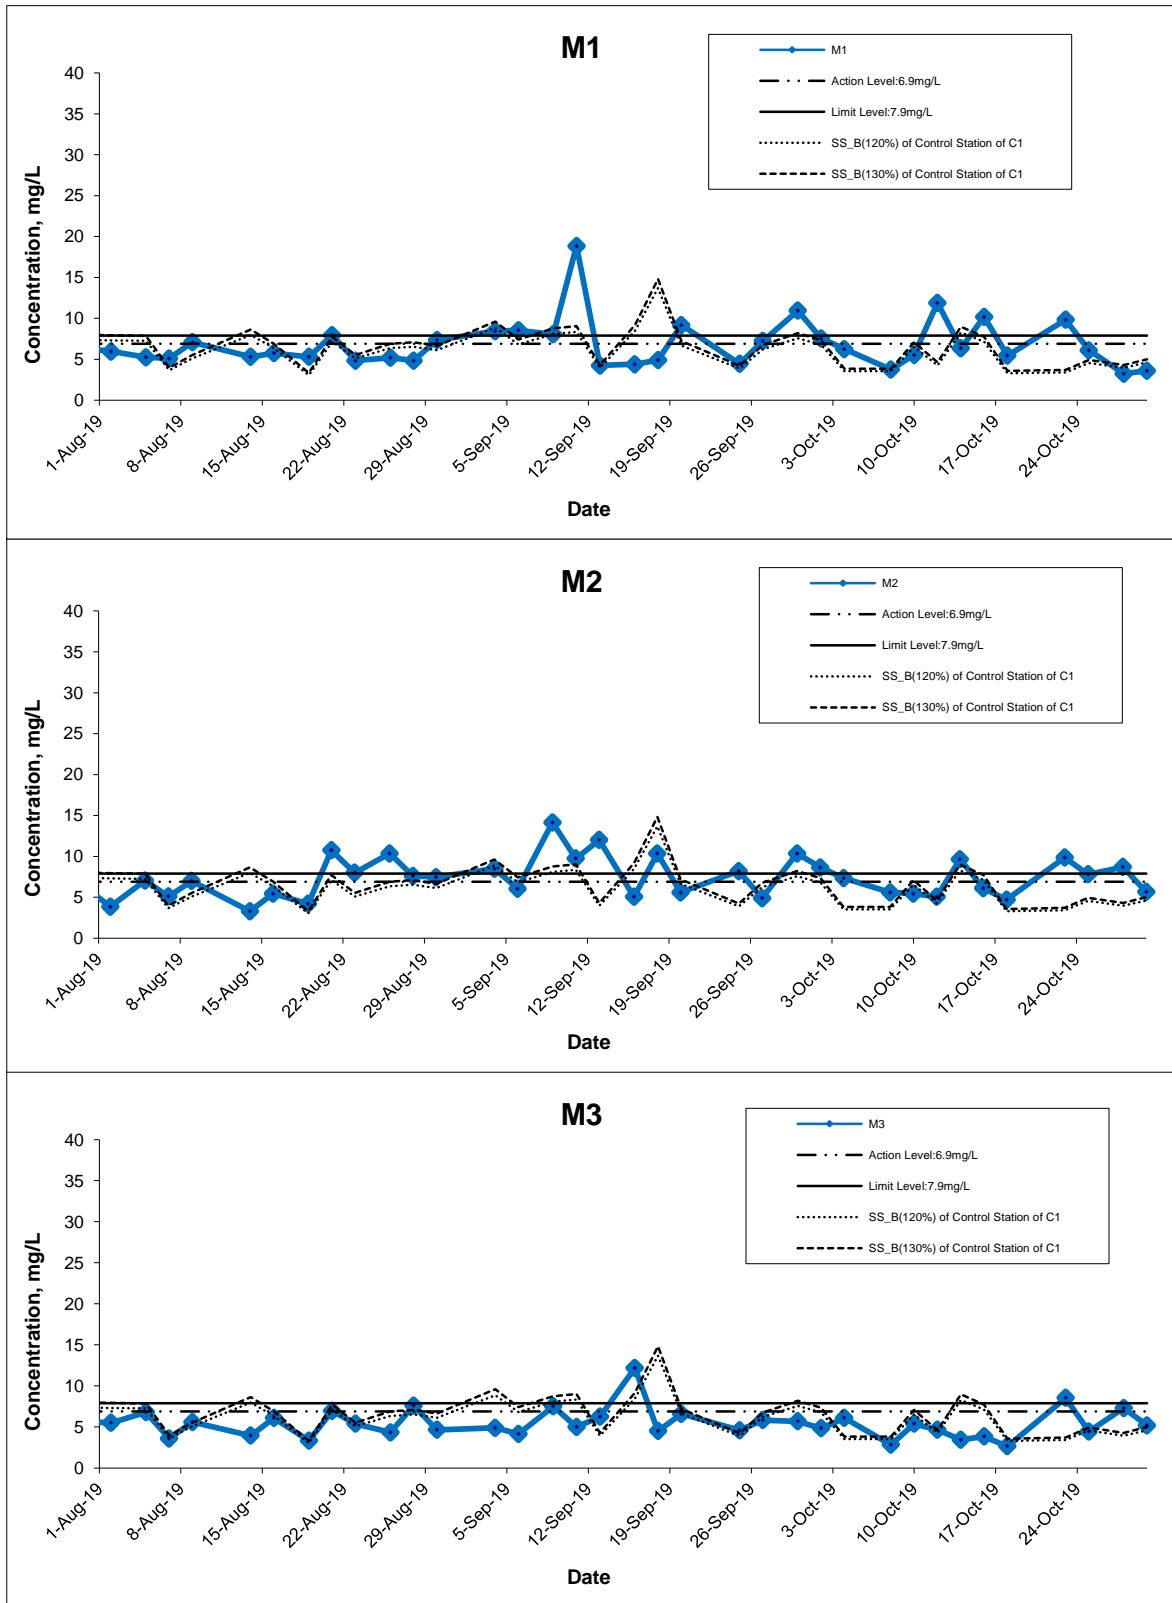 M1
M1
Action Level:6.9mg/L
Limit Level:7.9mg/L
SS_B(120%) of Control Station of C1
SS_B(130%) of Control Station of C1
Concentration, mg/L
40
35
30
25
20
15
10
5
0
1-Aug-19
8-Aug-19
15-Aug-19
22-Aug-19
29-Aug-19
5-Sep-19
12-Sep-19
19-Sep-19
26-Sep-19
3-Oct-19
10-Oct-19
17-Oct-19
24-Oct-19
Date
M2
M2
Action Level:6.9mg/L
Limit Level:7.9mg/L
SS_B(120%) of Control Station of C1
SS_B(130%) of Control Station of C1
Concentration, mg/L
40
35
30
25
20
15
10
5
0
1-Aug-19
8-Aug-19
15-Aug-19
22-Aug-19
29-Aug-19
5-Sep-19
12-Sep-19
19-Sep-19
26-Sep-19
3-Oct-19
10-Oct-19
17-Oct-19
24-Oct-19
Date
M3
M3
Action Level:6.9mg/L
Limit Level:7.9mg/L
SS_B(120%) of Control Station of C1
SS_B(130%) of Control Station of C1
Concentration, mg/L
40
35
30
25
20
15
10
5
0
1-Aug-19
8-Aug-19
15-Aug-19
22-Aug-19
29-Aug-19
5-Sep-19
12-Sep-19
19-Sep-19
26-Sep-19
3-Oct-19
10-Oct-19
17-Oct-19
24-Oct-19
Date